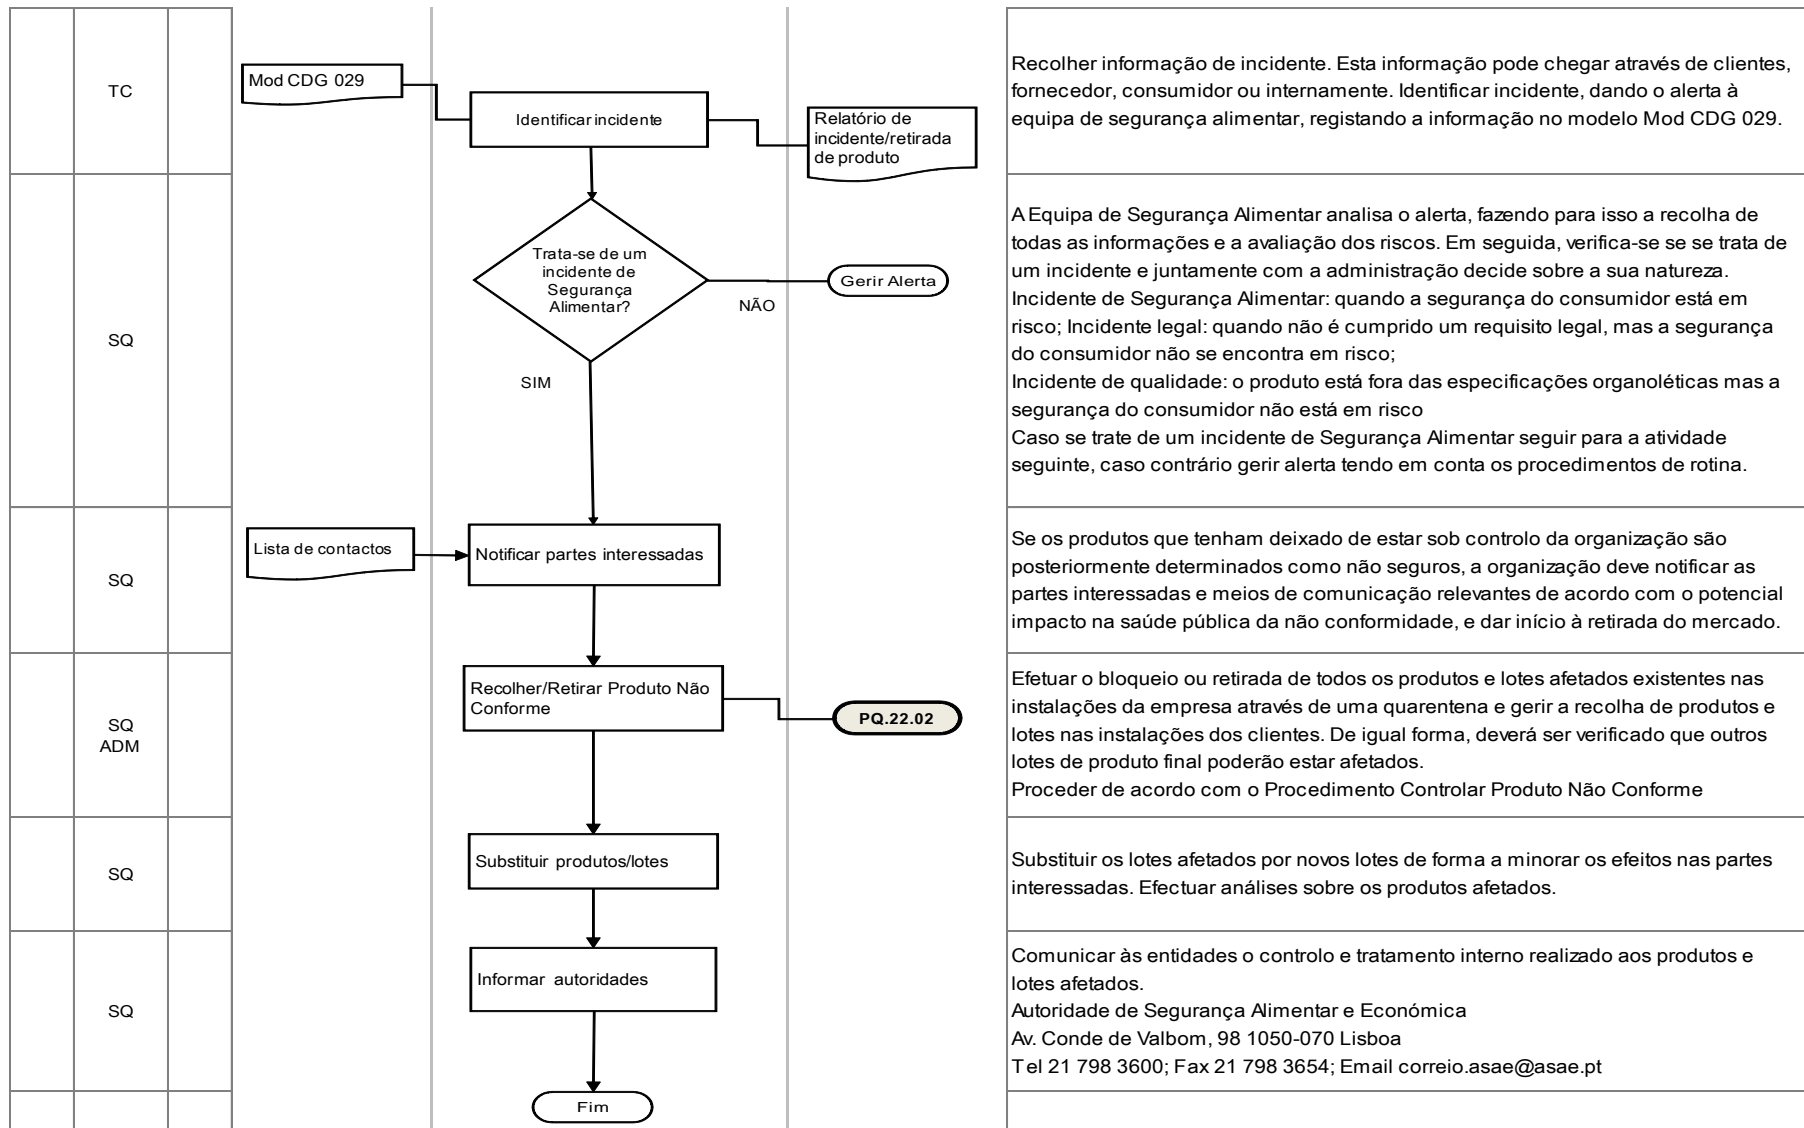 TC
Mod CDG 029
Identificar incidente
Relatório de
incidente/retirada
de produto
Recolher informação de incidente. Esta informação pode chegar através de clientes,
fornecedor, consumidor ou internamente. Identificar incidente, dando o alerta à
equipa de segurança alimentar, registando a informação no modelo Mod CDG 029.
SQ
Trata-se de um
incidente de
Segurança
Alimentar?
NÃO
Gerir Alerta
SIM
A Equipa de Segurança Alimentar analisa o alerta, fazendo para isso a recolha de
todas as informações e a avaliação dos riscos. Em seguida, verifica-se se se trata de
um incidente e juntamente com a administração decide sobre a sua natureza.
Incidente de Segurança Alimentar: quando a segurança do consumidor está em
risco; Incidente legal: quando não é cumprido um requisito legal, mas a segurança
do consumidor não se encontra em risco;
Incidente de qualidade: o produto está fora das especificações organoléticas mas a
segurança do consumidor não está em risco
Caso se trate de um incidente de Segurança Alimentar seguir para a atividade
seguinte, caso contrário gerir alerta tendo em conta os procedimentos de rotina.
SQ
Lista de contactos
Notificar partes interessadas
Se os produtos que tenham deixado de estar sob controlo da organização são
posteriormente determinados como não seguros, a organização deve notificar as
partes interessadas e meios de comunicação relevantes de acordo com o potencial
impacto na saúde pública da não conformidade, e dar início à retirada do mercado.
SQ
ADM
Recolher/Retirar Produto Não
Conforme
PQ.22.02
Efetuar o bloqueio ou retirada de todos os produtos e lotes afetados existentes nas
instalações da empresa através de uma quarentena e gerir a recolha de produtos e
lotes nas instalações dos clientes. De igual forma, deverá ser verificado que outros
lotes de produto final poderão estar afetados.
Proceder de acordo com o Procedimento Controlar Produto Não Conforme
SQ
Substituir produtos/lotes
Substituir os lotes afetados por novos lotes de forma a minorar os efeitos nas partes
interessadas. Efectuar análises sobre os produtos afetados.
SQ
Informar autoridades
Comunicar às entidades o controlo e tratamento interno realizado aos produtos e
lotes afetados.
Autoridade de Segurança Alimentar e Económica
Av. Conde de Valbom, 98 1050-070 Lisboa
Tel 21 798 3600; Fax 21 798 3654; Email correio.asae@asae.pt
Fim